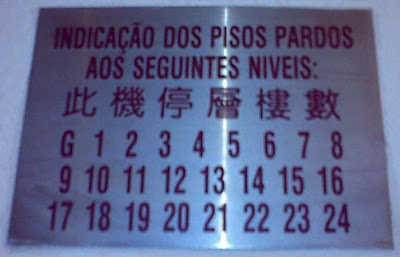 INDICAÇÃO DOS PISOS PARDOS
AOS SEGUINTES NIVEIS:
此機停層樓數
G 1 2 3 4 5 6 7 8
9 10 11 12 13 14 15 16
17 18 19 20 21 22 23 24